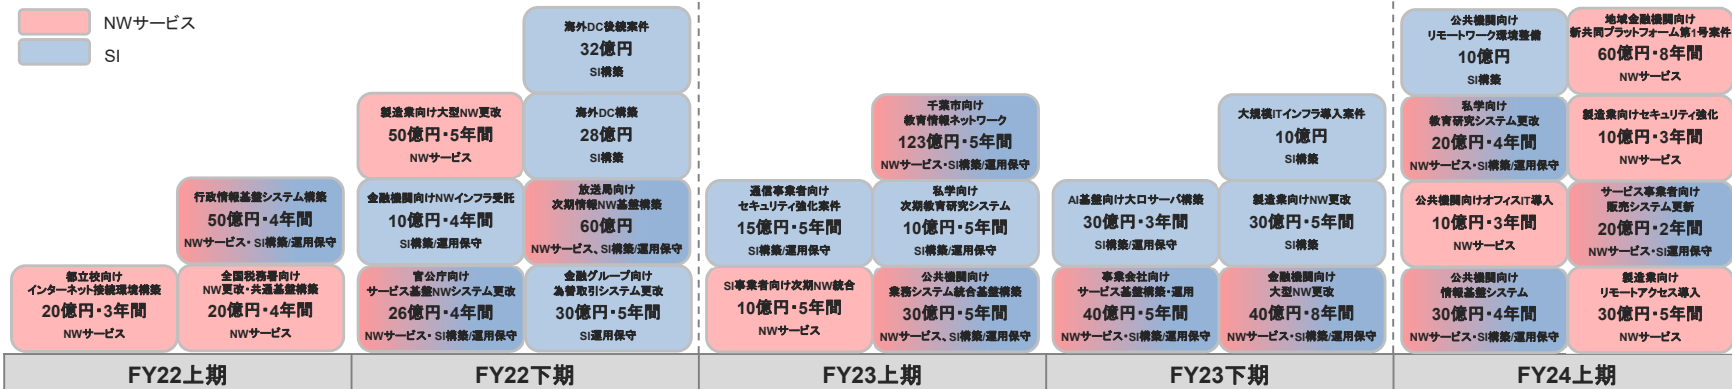 NWサービス
SI
都立校向け
インターネット接続環境構築
20億円・3年間
NWサービス
行政情報基盤システム構築
50億円・4年間
NWサービス・SI構築/運用保守
全国税務署向け
NW更改・共通基盤構築
20億円・4年間
NWサービス
FY22上期
製造業向け大型NW更改
50億円・5年間
NWサービス
金融機関向けNWインフラ受託
10億円・4年間
SI構築/運用保守
官公庁向け
サービス基盤NWシステム更改
26億円・4年間
NWサービス・SI構築/運用保守
海外DC後続案件
32億円
SI構築
海外DC構築
28億円
SI構築
放送局向け
次期情報NW基盤構築
60億円
NWサービス、SI構築/運用保守
金融グループ向け
為替取引システム更改
30億円・5年間
SI運用保守
FY22下期
通信事業者向け
セキュリティ強化案件
15億円・5年間
SI構築/運用保守
SI事業者向け次期NW統合
10億円・5年間
NWサービス
千葉市向け
教育情報ネットワーク
123億円・5年間
NWサービス・SI構築/運用保守
私学向け
次期教育研究システム
10億円・5年間
SI構築/運用保守
公共機関向け
業務システム統合基盤構築
30億円・5年間
NWサービス、SI構築/運用保守
FY23上期
AI基盤向け大口サーバ構築
30億円・3年間
SI構築/運用保守
事業会社向け
サービス基盤構築・運用
40億円・5年間
NWサービス・SI構築/運用保守
大規模ITインフラ導入案件
10億円
SI構築
製造業向けNW更改
30億円・5年間
SI構築
金融機関向け
大型NW更改
40億円・8年間
NWサービス・SI構築/運用保守
FY23下期
公共機関向け
リモートワーク環境整備
10億円
SI構築
私学向け
教育研究システム更改
20億円・4年間
NWサービス・SI構築/運用保守
公共機関向けオフィスIT導入
10億円・3年間
NWサービス
公共機関向け
情報基盤システム
30億円・4年間
NWサービス・SI構築/運用保守
地域金融機関向け
新共同プラットフォーム第1号案件
60億円・8年間
NWサービス
製造業向けセキュリティ強化
10億円・3年間
NWサービス
サービス事業者向け
販売システム更新
20億円・2年間
NWサービス・SI運用保守
製造業向け
リモートアクセス導入
30億円・5年間
NWサービス
FY24上期